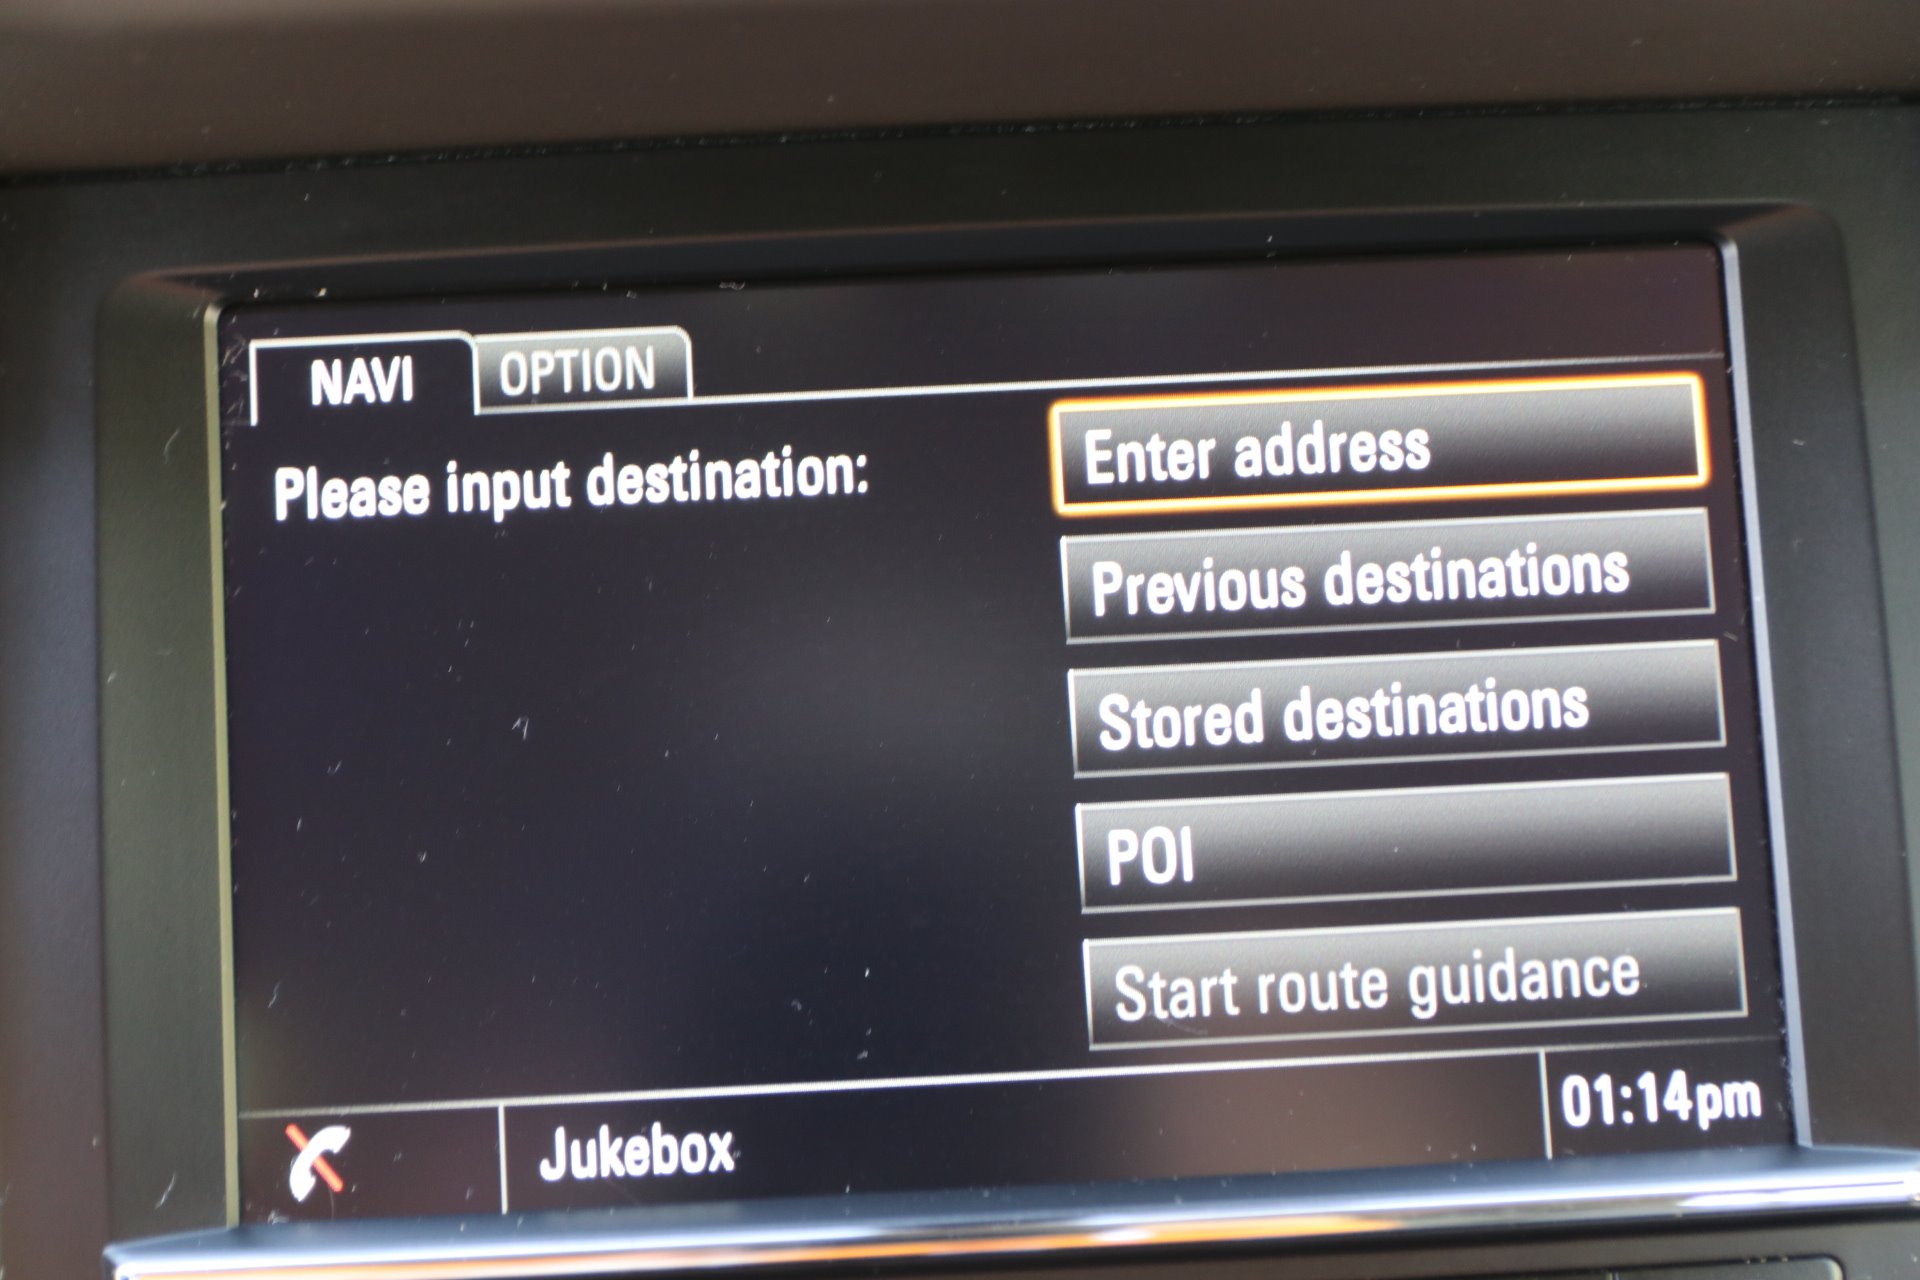 NAVI
OPTION
Please input destination:
Enter address
Previous destinations
Stored destinations
POI
Start route guidance
Jukebox
01:14pm